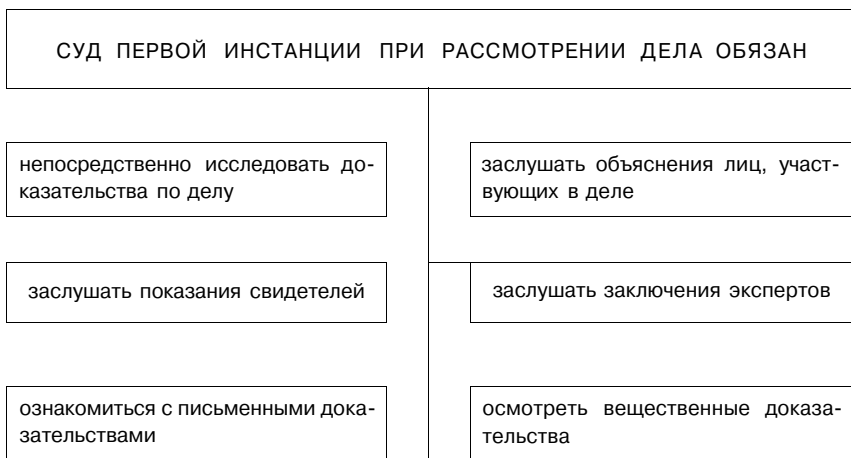 СУД ПЕРВОЙ ИНСТАНЦИИ ПРИ РАССМОТРЕНИИ ДЕЛА ОБЯЗАН
непосредственно исследовать до-
казательства по делу
заслушать объяснения лиц, участ-
вующих в деле
заслушать показания свидетелей
заслушать заключения экспертов
ознакомиться с письменными дока-
зательствами
осмотреть вещественные доказа-
тельства